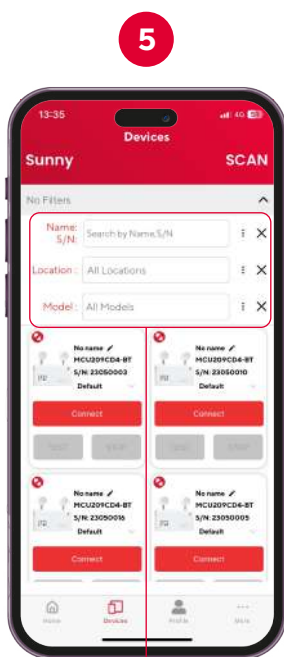 5
13:35
4G
Devices
Sunny
SCAN
No Filters
Name:
S/N:
Search by Name,S/N
Location :
All Locations
Model :
All Models
No name
MCU209CD4-BT
S/N: 23050003
Default
Connect
No name
MCU209CD4-BT
S/N: 23050010
Default
Connect
No name
MCU209CD4-BT
S/N: 23050016
Default
Connect
No name
MCU209CD4-BT
S/N: 23050005
Default
Connect
Home
Devices
Profile
More